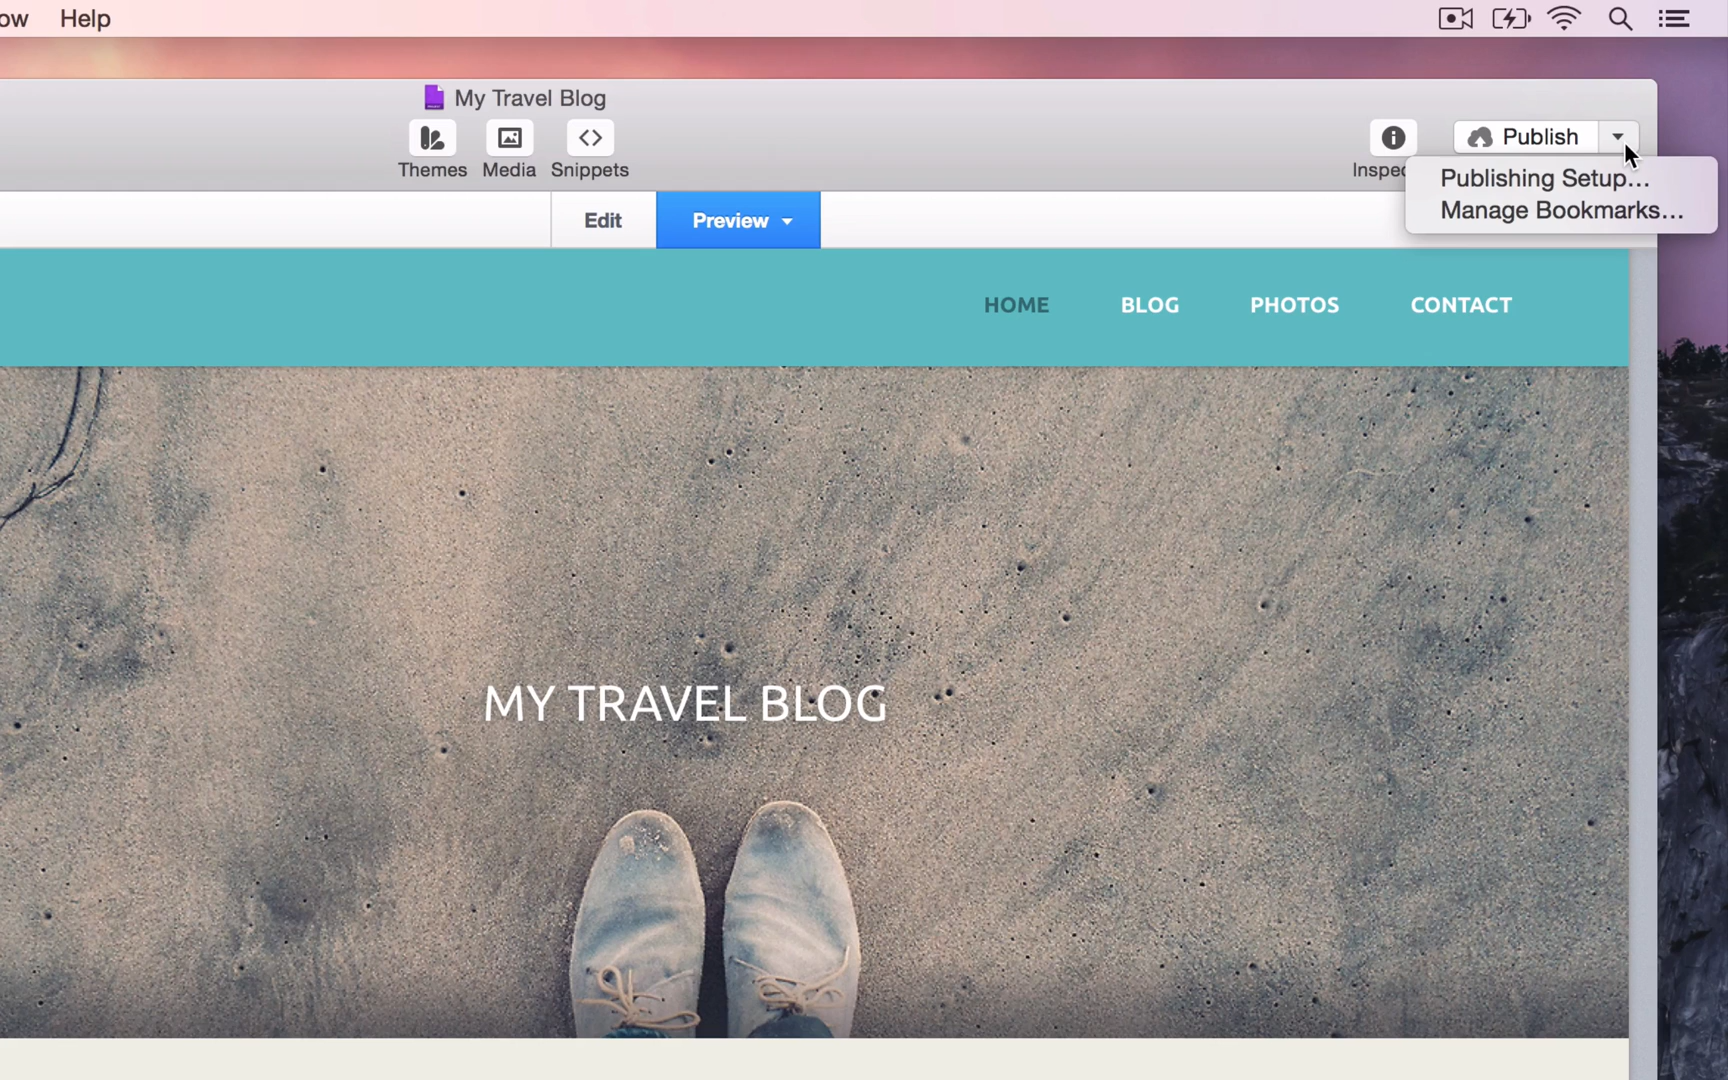 ow Help
My Travel Blog
Themes Media Snippets
Inspec
Publish
Publishing Setup...
Manage Bookmarks...
Edit Preview
HOME BLOG PHOTOS CONTACT
MY TRAVEL BLOG